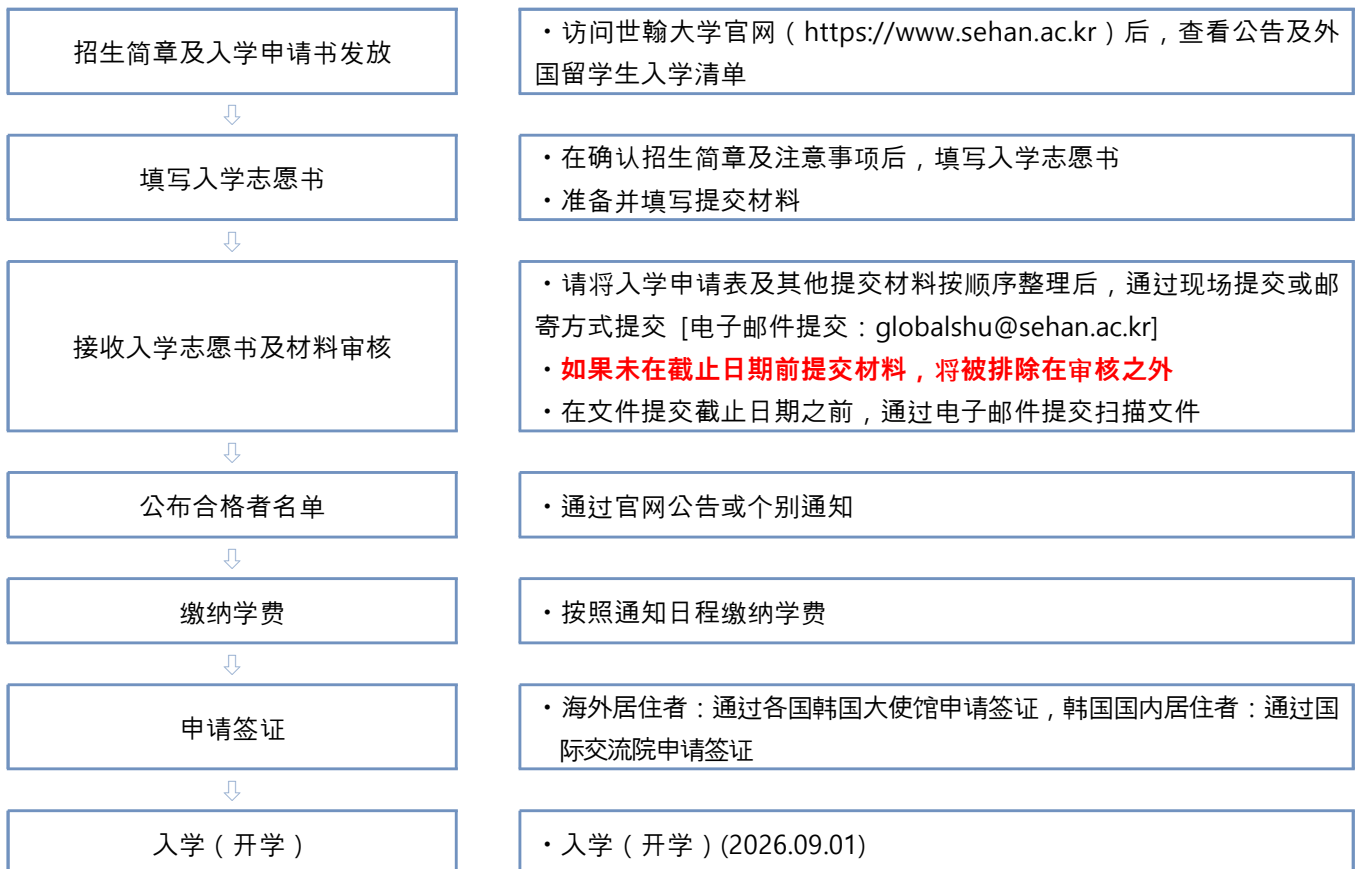 招生简章及入学申请书发放
・访问世翰大学官网（https://www.sehan.ac.kr）后，查看公告及外
国留学生入学清单
⇩
填写入学志愿书
・在确认招生简章及注意事项后，填写入学志愿书
・准备并填写提交材料
⇩
接收入学志愿书及材料审核
・请将入学申请表及其他提交材料按顺序整理后，通过现场提交或邮
寄方式提交 [电子邮件提交：globalshu@sehan.ac.kr]
・如果未在截止日期前提交材料，将被排除在审核之外
・在文件提交截止日期之前，通过电子邮件提交扫描文件
⇩
公布合格者名单
・通过官网公告或个别通知
⇩
缴纳学费
・按照通知日程缴纳学费
⇩
申请签证
・海外居住者：通过各国韩国大使馆申请签证，韩国国内居住者：通过国
际交流院申请签证
⇩
入学（开学）
・入学（开学）(2026.09.01)